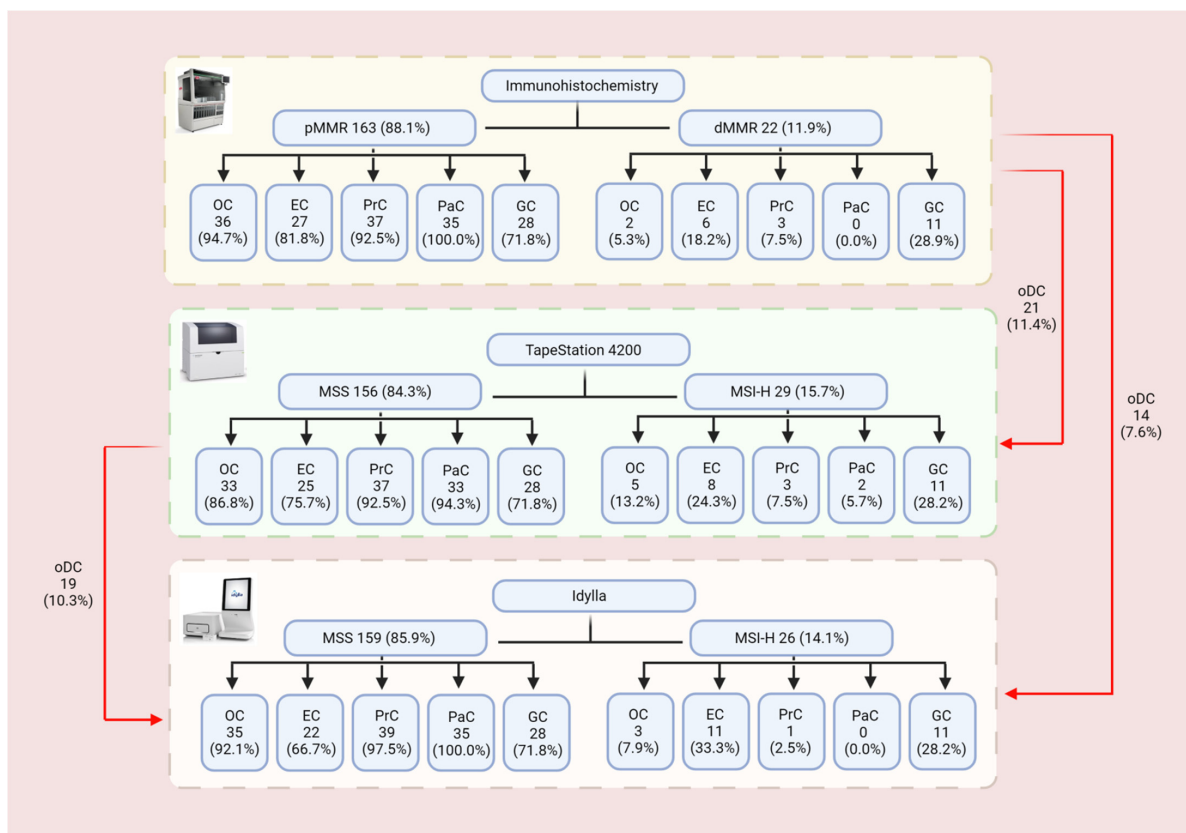 Immunohistochemistry
pMMR 163 (88.1%)
dMMR 22 (11.9%)
OC
36
(94.7%)
EC
27
(81.8%)
PrC
37
(92.5%)
PaC
35
(100.0%)
GC
28
(71.8%)
OC
2
(5.3%)
EC
6
(18.2%)
PrC
3
(7.5%)
PaC
0
(0.0%)
GC
11
(28.9%)
oDC
21
(11.4%)
TapeStation 4200
MSS 156 (84.3%)
MSI-H 29 (15.7%)
OC
33
(86.8%)
EC
25
(75.7%)
PrC
37
(92.5%)
PaC
33
(94.3%)
GC
28
(71.8%)
OC
5
(13.2%)
EC
8
(24.3%)
PrC
3
(7.5%)
PaC
2
(5.7%)
GC
11
(28.2%)
oDC
14
(7.6%)
oDC
19
(10.3%)
Idylla
MSS 159 (85.9%)
MSI-H 26 (14.1%)
OC
35
(92.1%)
EC
22
(66.7%)
PrC
39
(97.5%)
PaC
35
(100.0%)
GC
28
(71.8%)
OC
3
(7.9%)
EC
11
(33.3%)
PrC
1
(2.5%)
PaC
0
(0.0%)
GC
11
(28.2%)